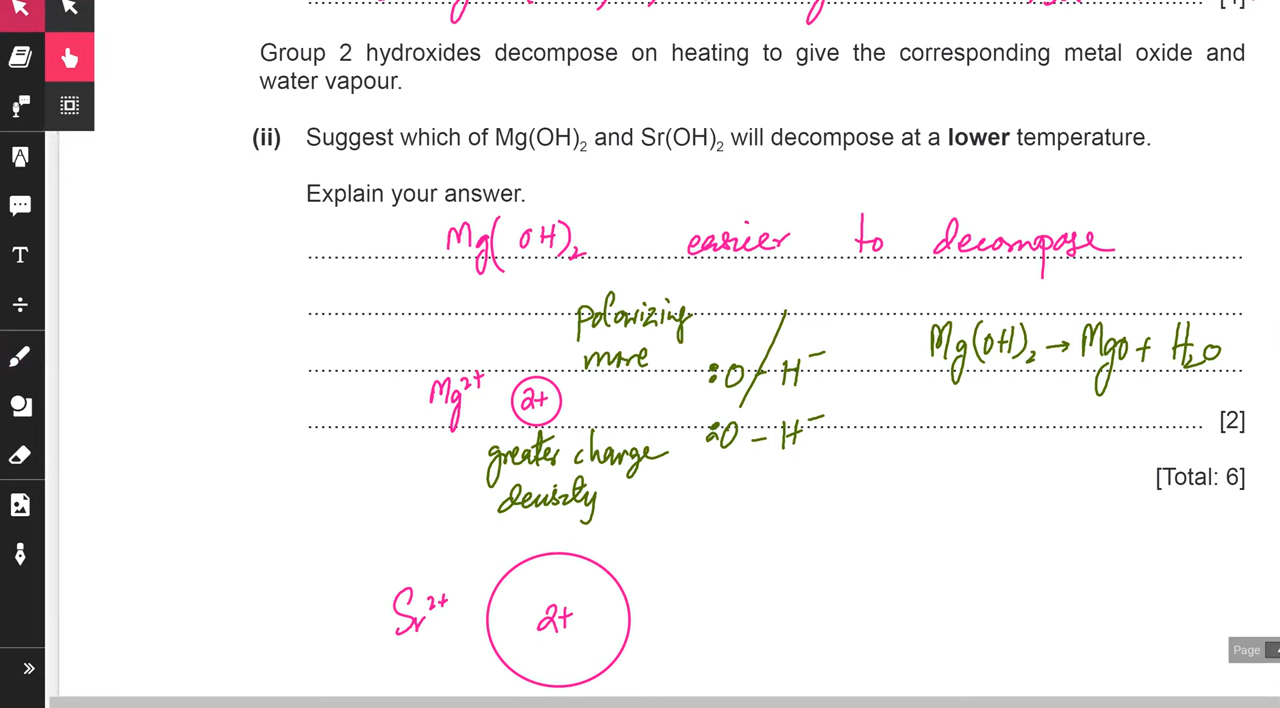 [1]
Group 2 hydroxides decompose on heating to give the corresponding metal oxide and
water vapour.
(ii) Suggest which of Mg(OH)₂ and Sr(OH)₂ will decompose at a lower temperature.
Explain your answer.
Mg(OH)₂ easier to decompose
polarizing
more
:O-H⁻
Mg(OH)₂ → MgO + H₂O
Mg²⁺ 2+
:O-H⁻
[2]
greater charge
density
[Total: 6]
Sr²⁺ 2+
Page